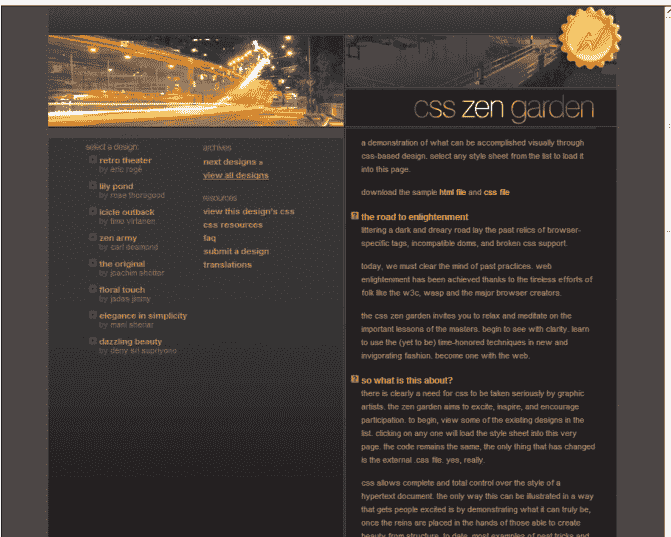 css zen garden
select a design:
retro theater
by eric rogé
lily pond
by rose thorogood
icicle outback
by timo virtanen
zen army
by carl desmond
the original
by joachim shotter
floral touch
by jadas jimmy
elegance in simplicity
by mani sheriar
dazzling beauty
by deny sri supriyono
archives
next designs »
view all designs
resources
view this design's css
css resources
faq
submit a design
translations
a demonstration of what can be accomplished visually through
css-based design. select any style sheet from the list to load it
into this page.
download the sample html file and css file
the road to enlightenment
littering a dark and dreary road lay the past relics of browser-
specific tags, incompatible doms, and broken css support.
today, we must clear the mind of past practices. web
enlightenment has been achieved thanks to the tireless efforts of
folk like the w3c, wasp and the major browser creators.
the css zen garden invites you to relax and meditate on the
important lessons of the masters. begin to see with clarity. learn
to use the (yet to be) time-honored techniques in new and
invigorating fashion. become one with the web.
so what is this about?
there is clearly a need for css to be taken seriously by graphic
artists. the zen garden aims to excite, inspire, and encourage
participation. to begin, view some of the existing designs in the
list. clicking on any one will load the style sheet into this very
page. the code remains the same, the only thing that has changed
is the external .css file. yes, really.
css allows complete and total control over the style of a
hypertext document. the only way this can be illustrated in a way
that gets people excited is by demonstrating what it can truly be,
once the reins are placed in the hands of those able to create
beauty from structure. to date, most examples of neat tricks and